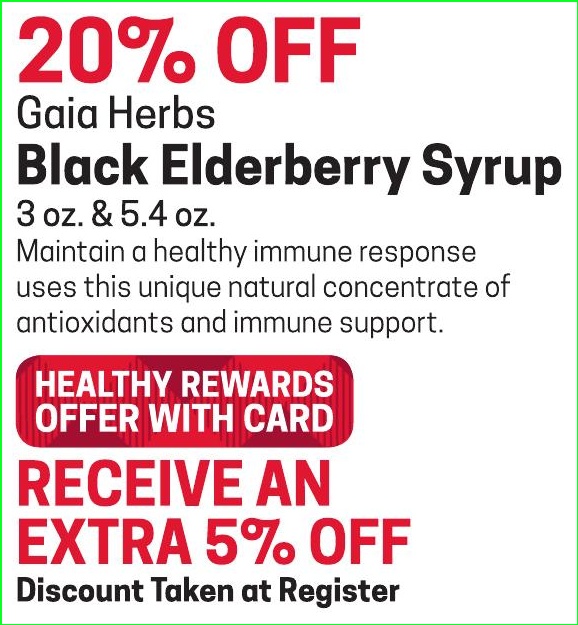 20% OFF
Gaia Herbs
Black Elderberry Syrup
3 oz. & 5.4 oz.
Maintain a healthy immune response
uses this unique natural concentrate of
antioxidants and immune support.
HEALTHY REWARDS
OFFER WITH CARD
RECEIVE AN
EXTRA 5% OFF
Discount Taken at Register